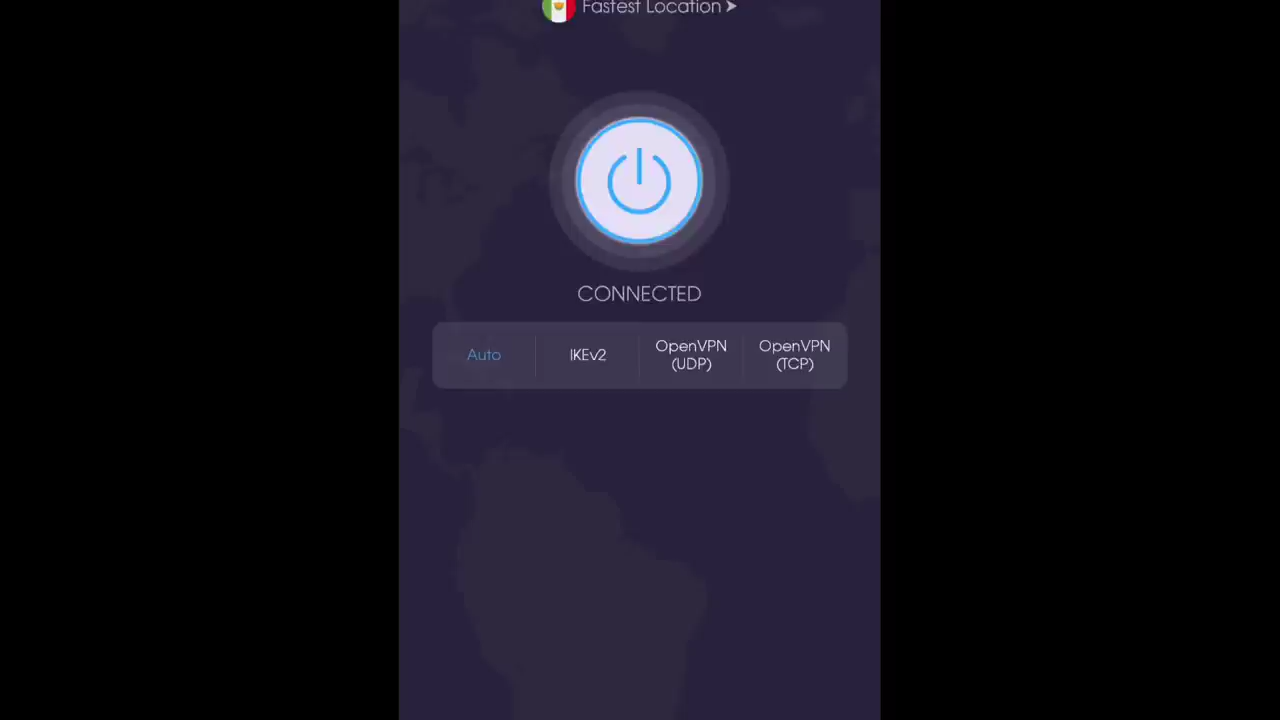 Fastest Location
CONNECTED
Auto
IKEv2
OpenVPN
(UDP)
OpenVPN
(TCP)